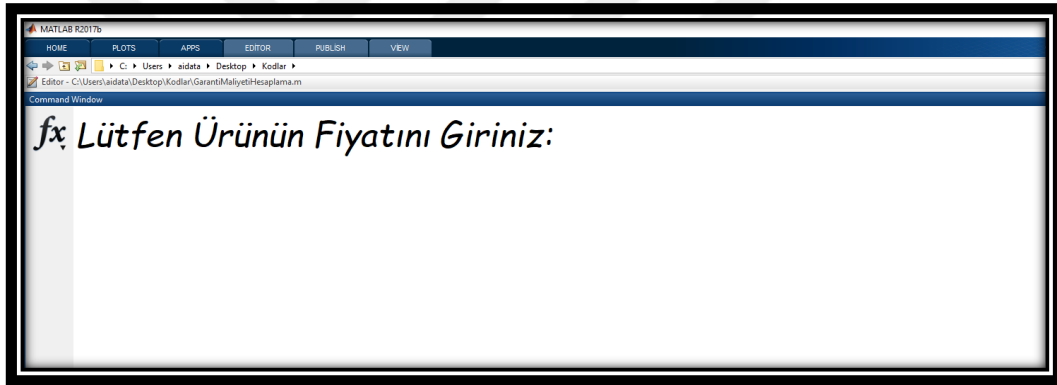 MATLAB R2017b
HOME PLOTS APPS EDITOR PUBLISH VIEW
C: Users aidata Desktop Kodlar
Editor - C:\Users\aidata\Desktop\Kodlar\GarantiMaliyetiHesaplama.m
Command Window
fx Lütfen Ürünün Fiyatını Giriniz: